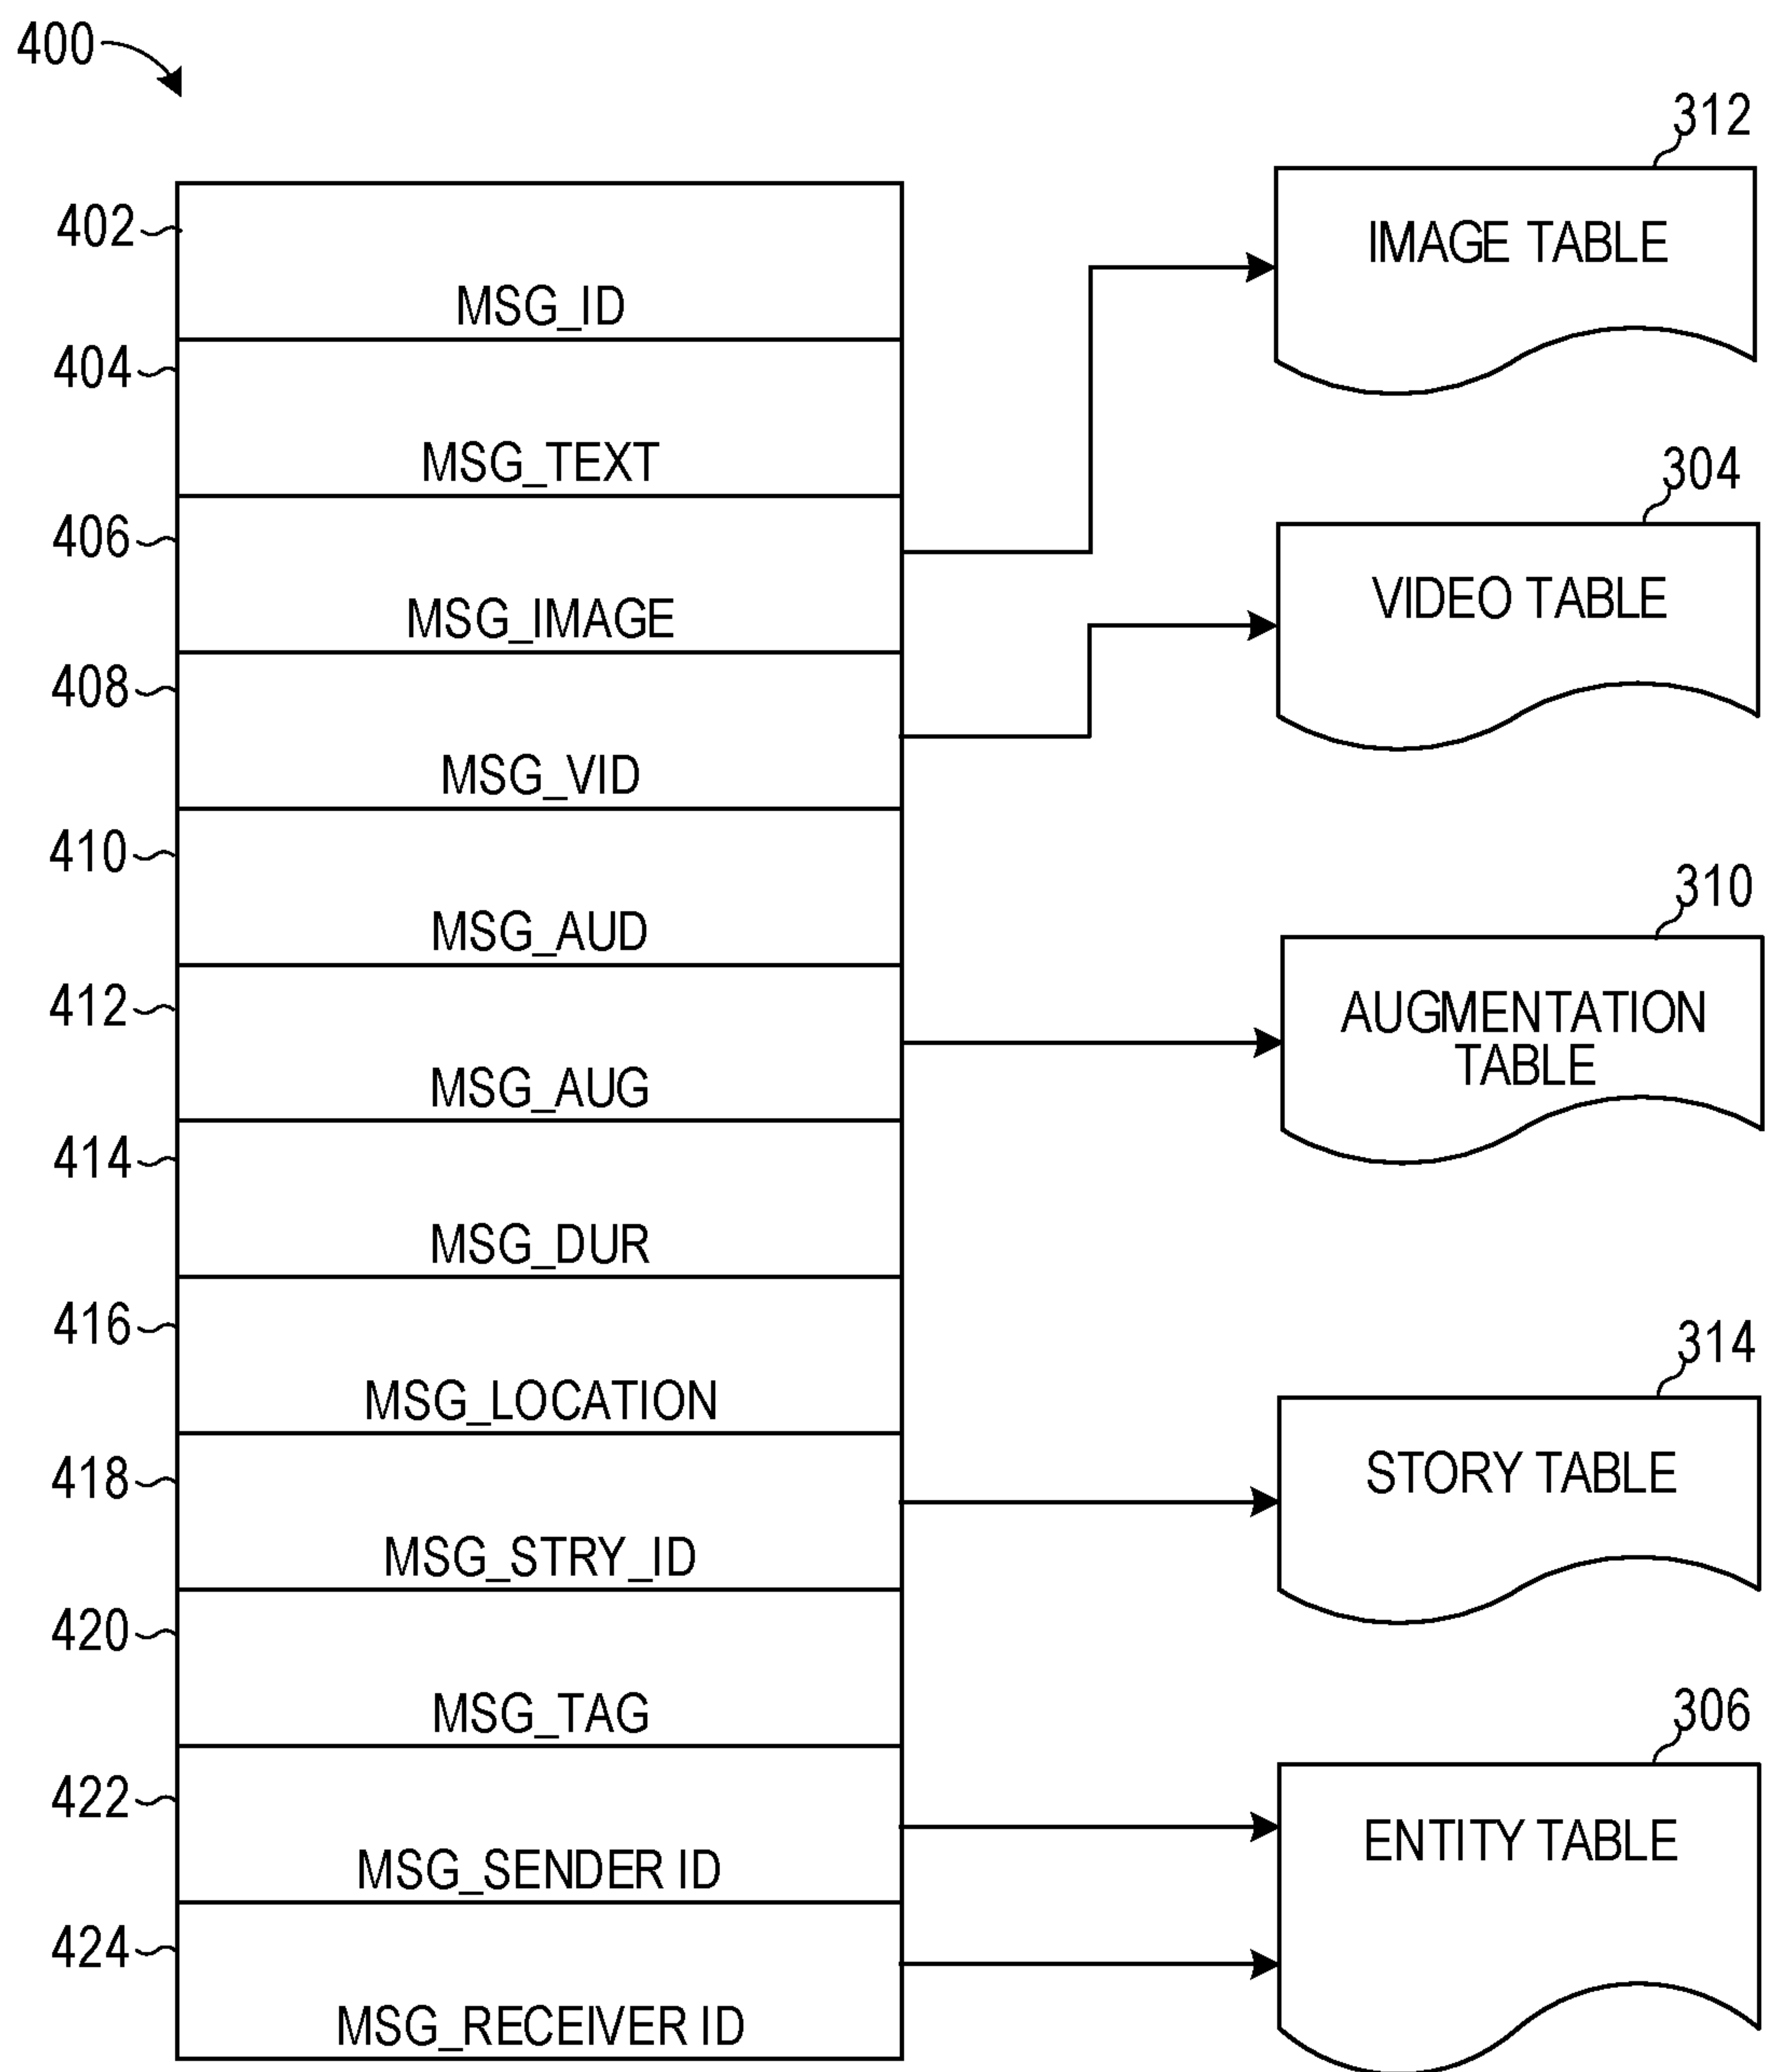 400
402
MSG_ID
404
MSG_TEXT
406
MSG_IMAGE
408
MSG_VID
410
MSG_AUD
412
MSG_AUG
414
MSG_DUR
416
MSG_LOCATION
418
MSG_STRY_ID
420
MSG_TAG
422
MSG_SENDER ID
424
MSG_RECEIVER ID
312
IMAGE TABLE
304
VIDEO TABLE
310
AUGMENTATION
TABLE
314
STORY TABLE
306
ENTITY TABLE